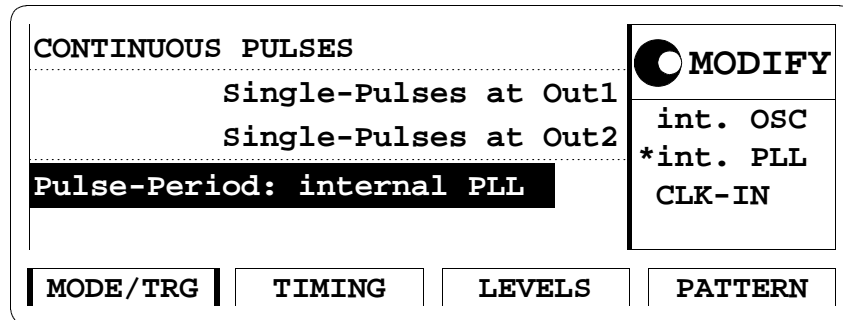 CONTINUOUS PULSES
Single-Pulses at Out1
Single-Pulses at Out2
Pulse-Period: internal PLL
MODIFY
int. OSC
*int. PLL
CLK-IN
MODE/TRG
TIMING
LEVELS
PATTERN